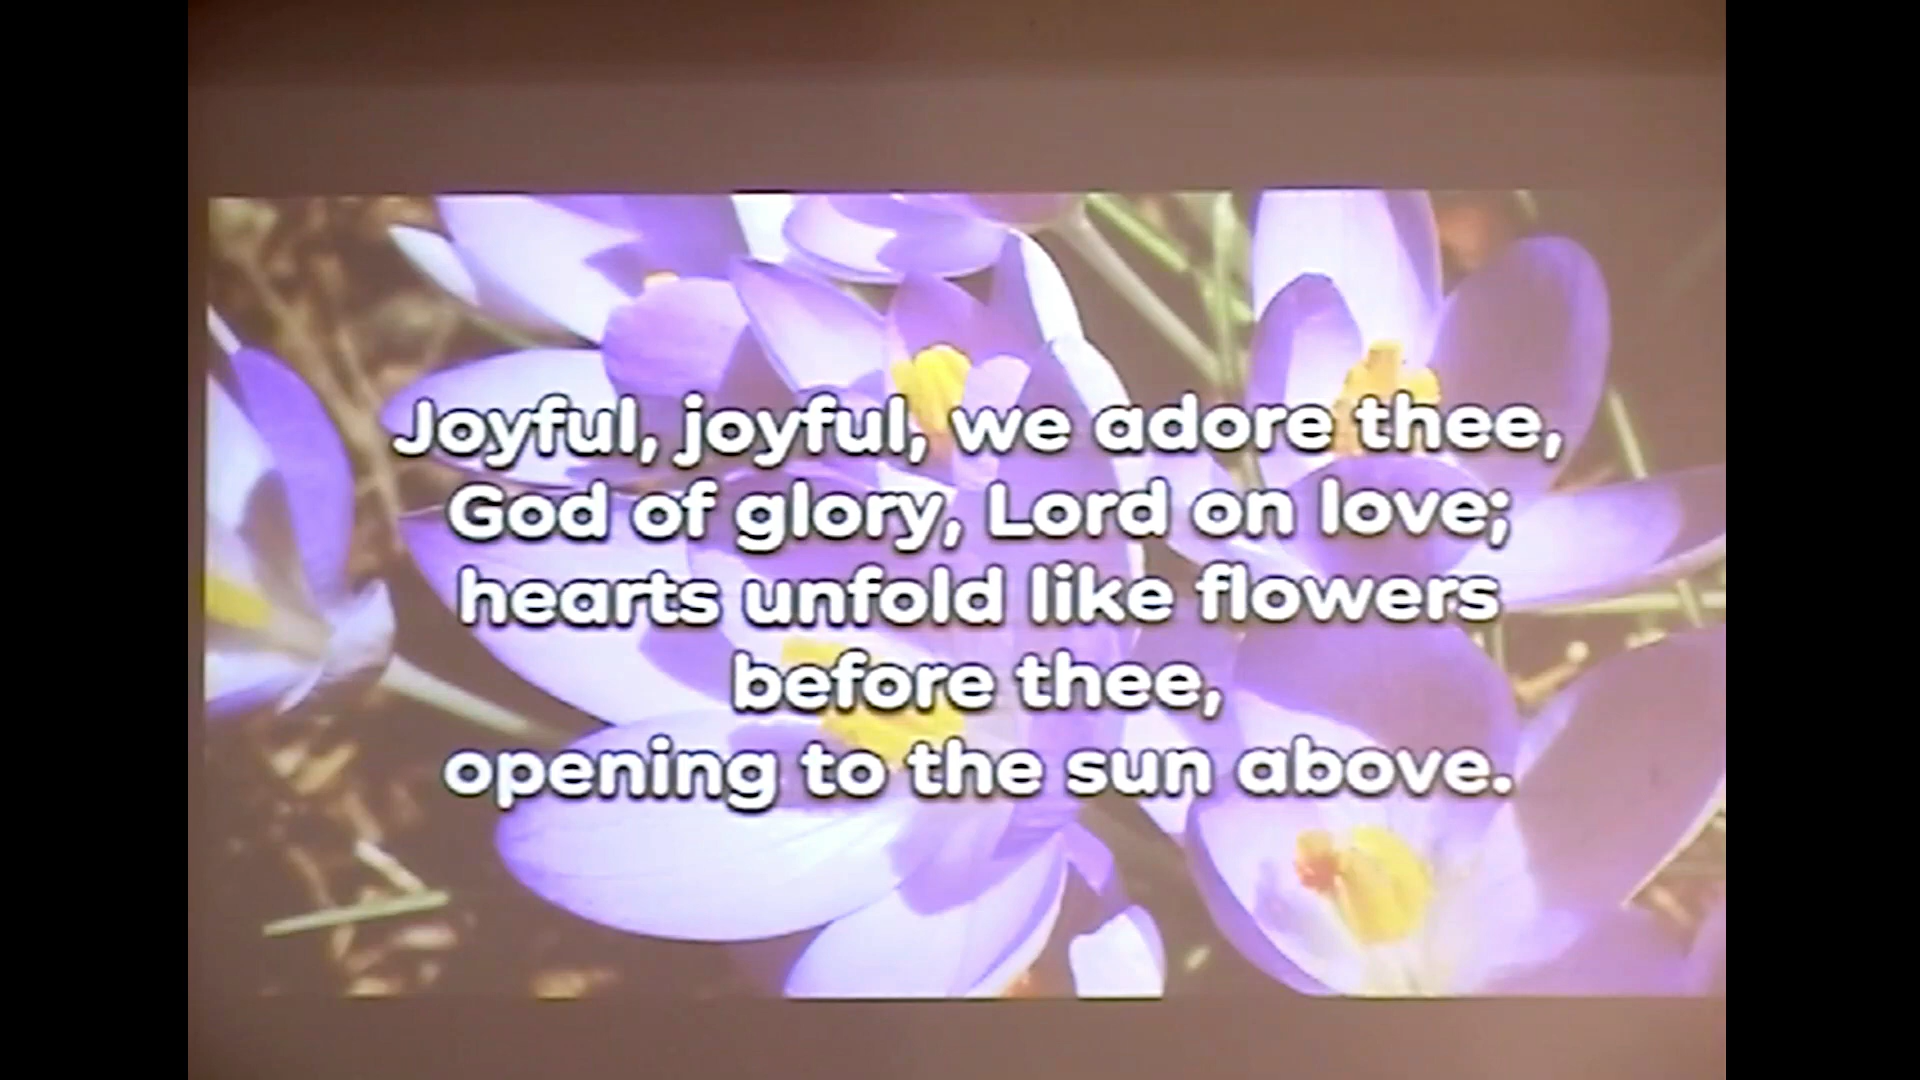 Joyful, joyful, we adore thee,
God of glory, Lord on love;
hearts unfold like flowers
before thee,
opening to the sun above.